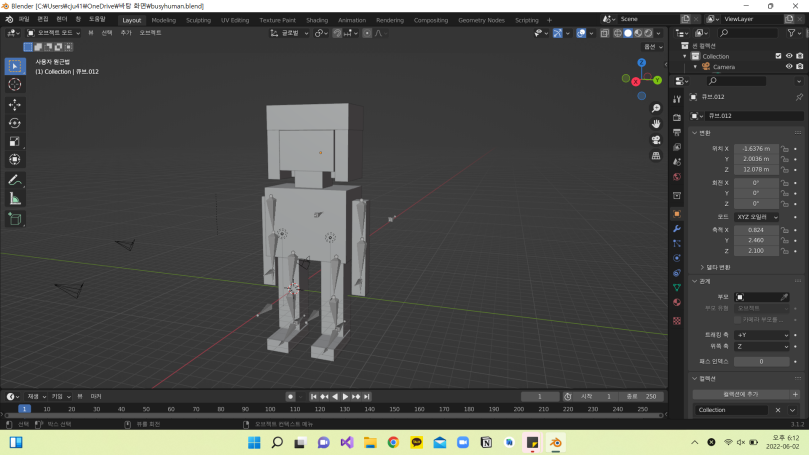 Blender [C:\Users\cju41\OneDrive\바탕 화면\busyhuman.blend]
파일 편집 렌더 창 도움말 Layout Modeling Sculpting UV Editing Texture Paint Shading Animation Rendering Compositing Geometry Nodes Scripting + Scene ViewLayer
오브젝트 모드 뷰 선택 추가 오브젝트 글로벌
옵션
씬 컬렉션
Collection
Camera
사용자 원근법
(1) Collection | 큐브.012
큐브.012
큐브.012
변환
위치 X -1.6376 m
Y 2.0036 m
Z 12.078 m
회전 X 0°
Y 0°
Z 0°
모드 XYZ 오일러
축적 X 0.824
Y 2.460
Z 2.100
델타 변환
관계
부모
부모 유형 오브젝트
트래킹 축 +Y
위쪽 축 Z
패스 인덱스 0
컬렉션
컬렉션에 추가
Collection
X Y Z
재생 키잉 뷰 마커 1 시작 1 종료 250
1 10 20 30 40 50 60 70 80 90 100 110 120 130 140 150 160 170 180 190 200 210 220 230 240 250
선택 박스 선택 뷰를 회전 오브젝트 컨텍스트 메뉴 3.1.2
오후 6:12
2022-06-02